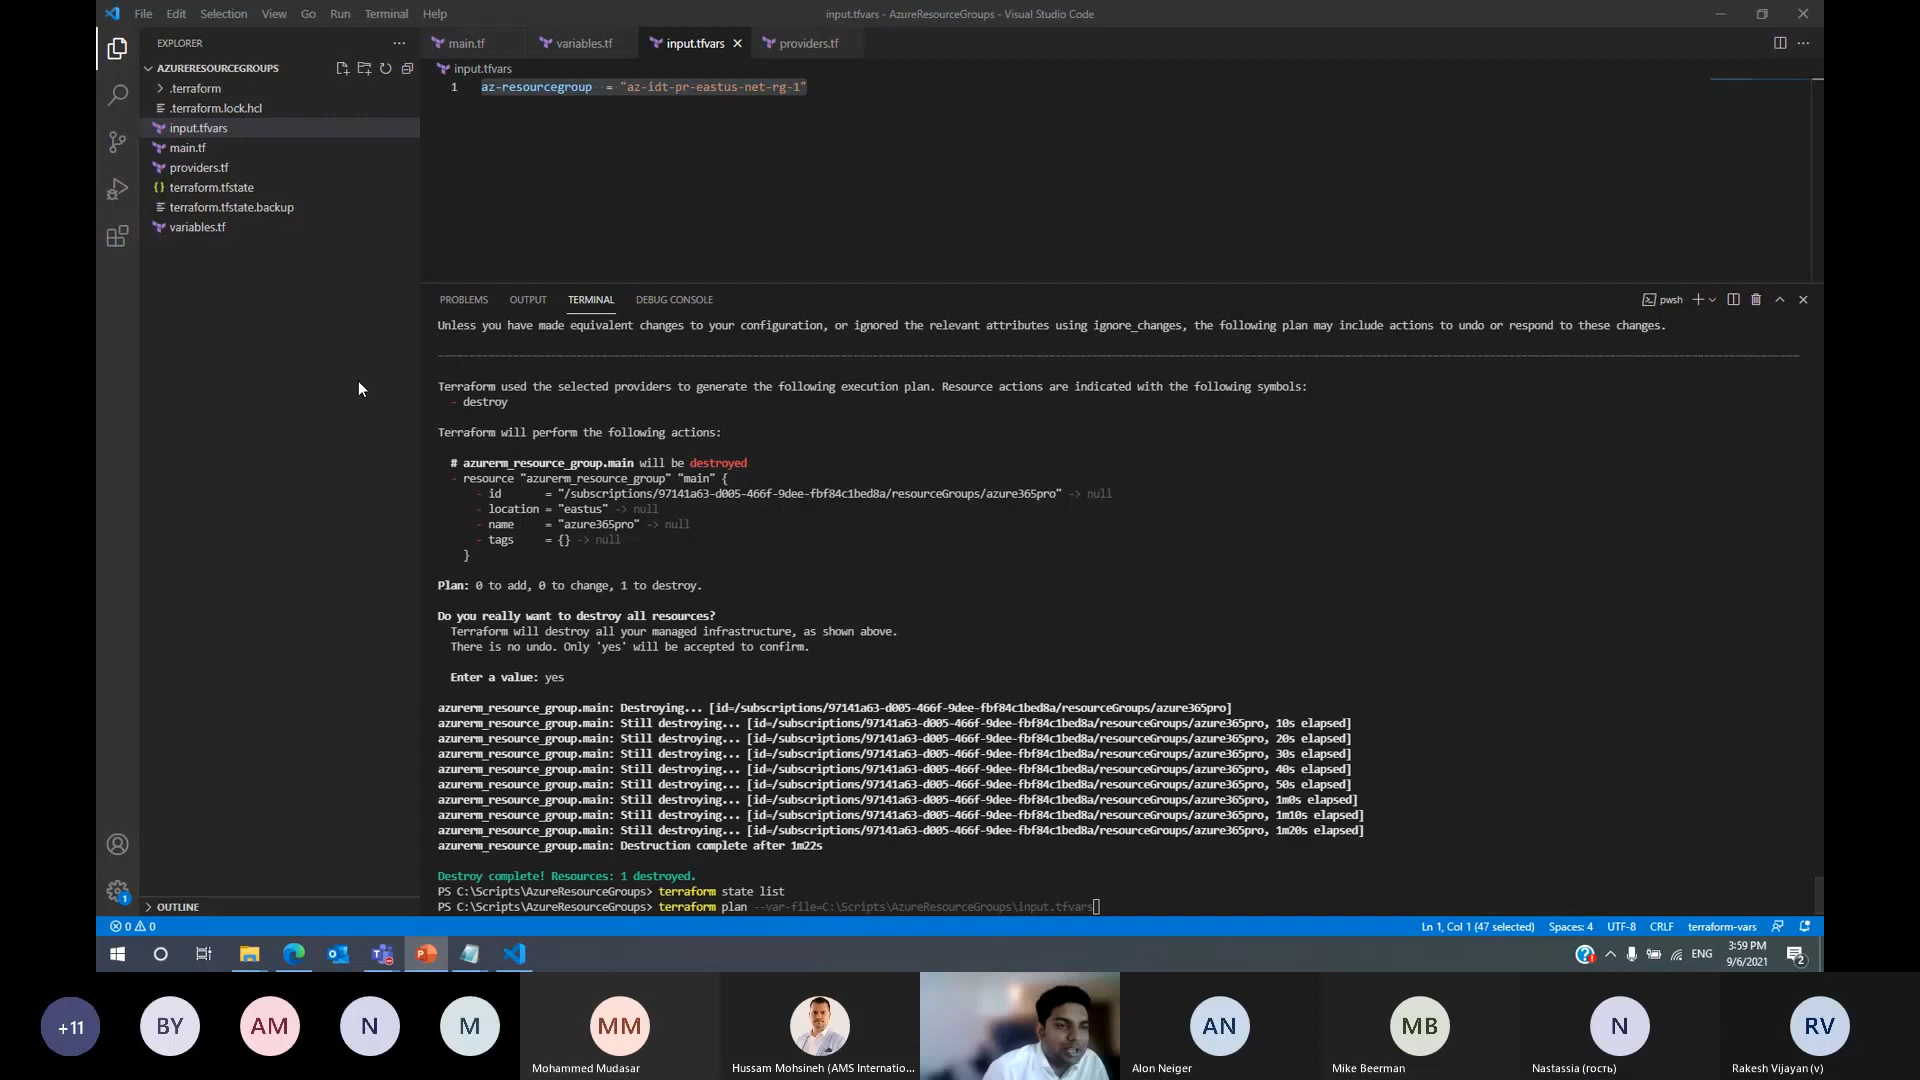 File Edit Selection View Go Run Terminal Help
input.tfvars - AzureResourceGroups - Visual Studio Code
EXPLORER
AZURERESOURCEGROUPS
.terraform
.terraform.lock.hcl
input.tfvars
main.tf
providers.tf
terraform.tfstate
terraform.tfstate.backup
variables.tf
OUTLINE
main.tf variables.tf input.tfvars providers.tf
input.tfvars
1 az-resourcegroup = "az-idt-pr-eastus-net-rg-1"
PROBLEMS OUTPUT TERMINAL DEBUG CONSOLE
pwsh
Unless you have made equivalent changes to your configuration, or ignored the relevant attributes using ignore_changes, the following plan may include actions to undo or respond to these changes.
Terraform used the selected providers to generate the following execution plan. Resource actions are indicated with the following symbols:
- destroy
Terraform will perform the following actions:
# azurerm_resource_group.main will be destroyed
- resource "azurerm_resource_group" "main" {
- id = "/subscriptions/97141a63-d005-466f-9dee-fbf84c1bed8a/resourceGroups/azure365pro" -> null
- location = "eastus" -> null
- name = "azure365pro" -> null
- tags = {} -> null
}
Plan: 0 to add, 0 to change, 1 to destroy.
Do you really want to destroy all resources?
Terraform will destroy all your managed infrastructure, as shown above.
There is no undo. Only 'yes' will be accepted to confirm.
Enter a value: yes
azurerm_resource_group.main: Destroying... [id=/subscriptions/97141a63-d005-466f-9dee-fbf84c1bed8a/resourceGroups/azure365pro]
azurerm_resource_group.main: Still destroying... [id=/subscriptions/97141a63-d005-466f-9dee-fbf84c1bed8a/resourceGroups/azure365pro, 10s elapsed]
azurerm_resource_group.main: Still destroying... [id=/subscriptions/97141a63-d005-466f-9dee-fbf84c1bed8a/resourceGroups/azure365pro, 20s elapsed]
azurerm_resource_group.main: Still destroying... [id=/subscriptions/97141a63-d005-466f-9dee-fbf84c1bed8a/resourceGroups/azure365pro, 30s elapsed]
azurerm_resource_group.main: Still destroying... [id=/subscriptions/97141a63-d005-466f-9dee-fbf84c1bed8a/resourceGroups/azure365pro, 40s elapsed]
azurerm_resource_group.main: Still destroying... [id=/subscriptions/97141a63-d005-466f-9dee-fbf84c1bed8a/resourceGroups/azure365pro, 50s elapsed]
azurerm_resource_group.main: Still destroying... [id=/subscriptions/97141a63-d005-466f-9dee-fbf84c1bed8a/resourceGroups/azure365pro, 1m0s elapsed]
azurerm_resource_group.main: Still destroying... [id=/subscriptions/97141a63-d005-466f-9dee-fbf84c1bed8a/resourceGroups/azure365pro, 1m10s elapsed]
azurerm_resource_group.main: Still destroying... [id=/subscriptions/97141a63-d005-466f-9dee-fbf84c1bed8a/resourceGroups/azure365pro, 1m20s elapsed]
azurerm_resource_group.main: Destruction complete after 1m22s
Destroy complete! Resources: 1 destroyed.
PS C:\Scripts\AzureResourceGroups> terraform state list
PS C:\Scripts\AzureResourceGroups> terraform plan --var-file=C:\Scripts\AzureResourceGroups\input.tfvars
1
0 0
Ln 1, Col 1 (47 selected) Spaces: 4 UTF-8 CRLF terraform-vars
ENG
3:59 PM
9/6/2021
2
+11
BY
AM
N
M
MM
Mohammed Mudasar
Hussam Mohsineh (AMS Internatio...
AN
Alon Neiger
MB
Mike Beerman
N
Nastassia (гость)
RV
Rakesh Vijayan (v)